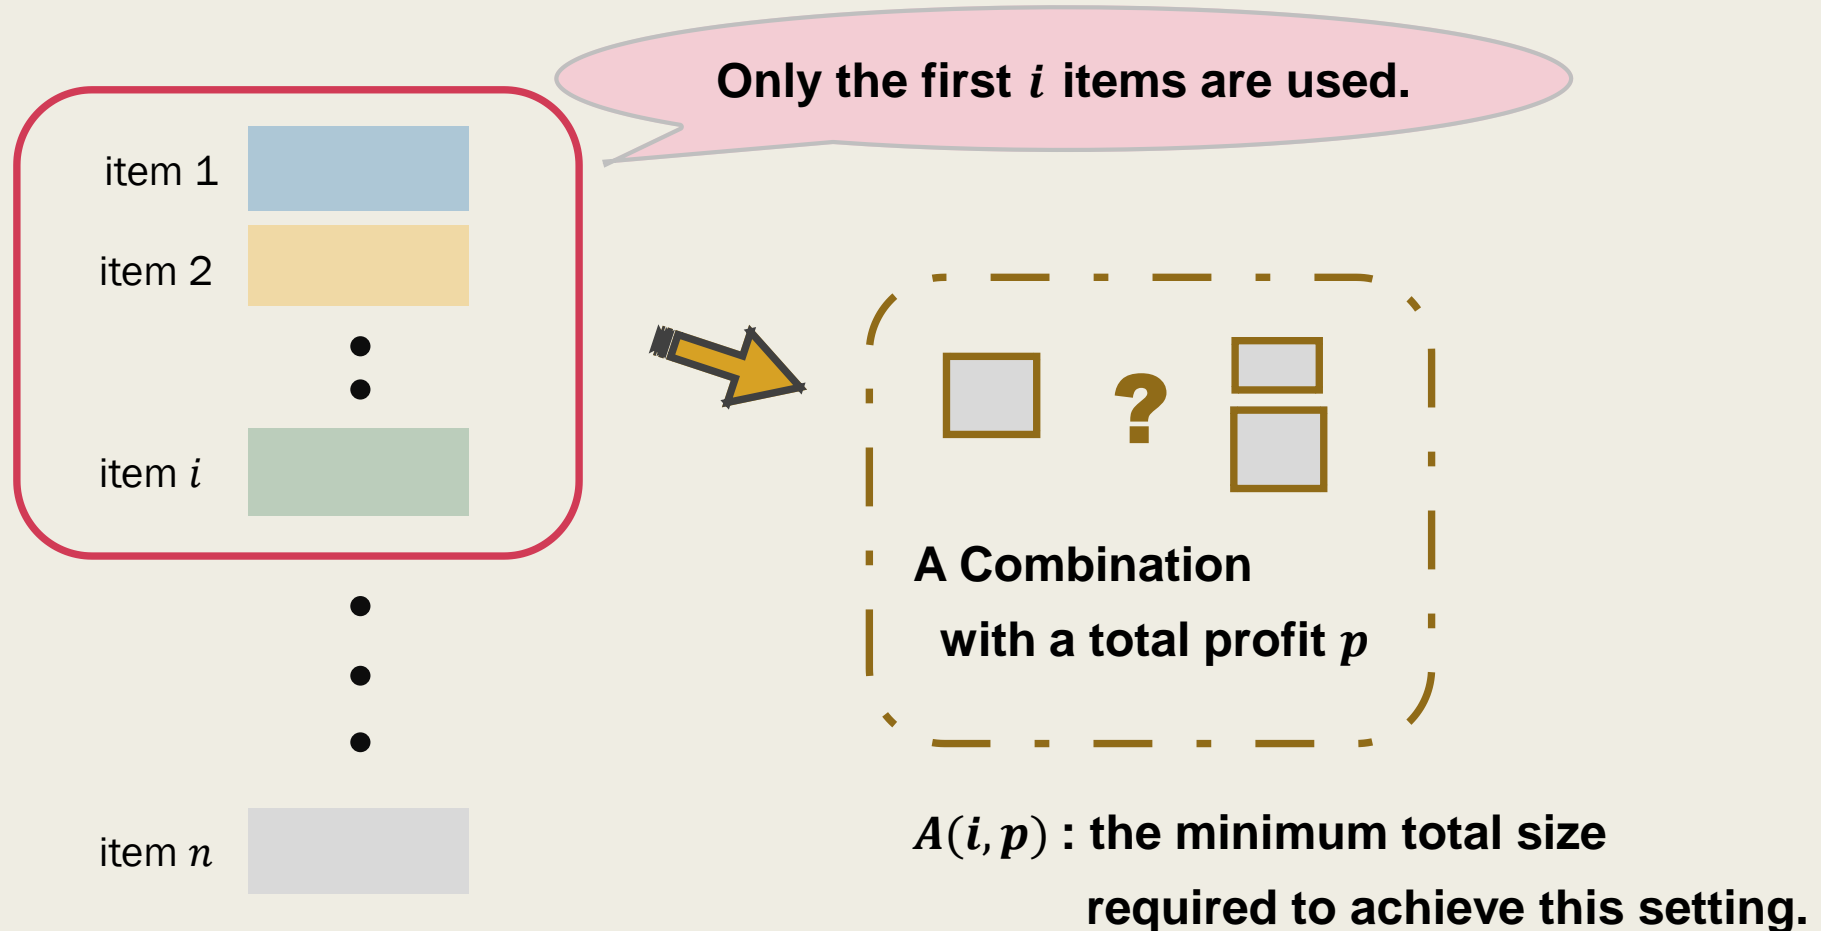 Only the first i items are used.
item 1
item 2
item i
?
A Combination
with a total profit p
item n
A(i, p) : the minimum total size
required to achieve this setting.